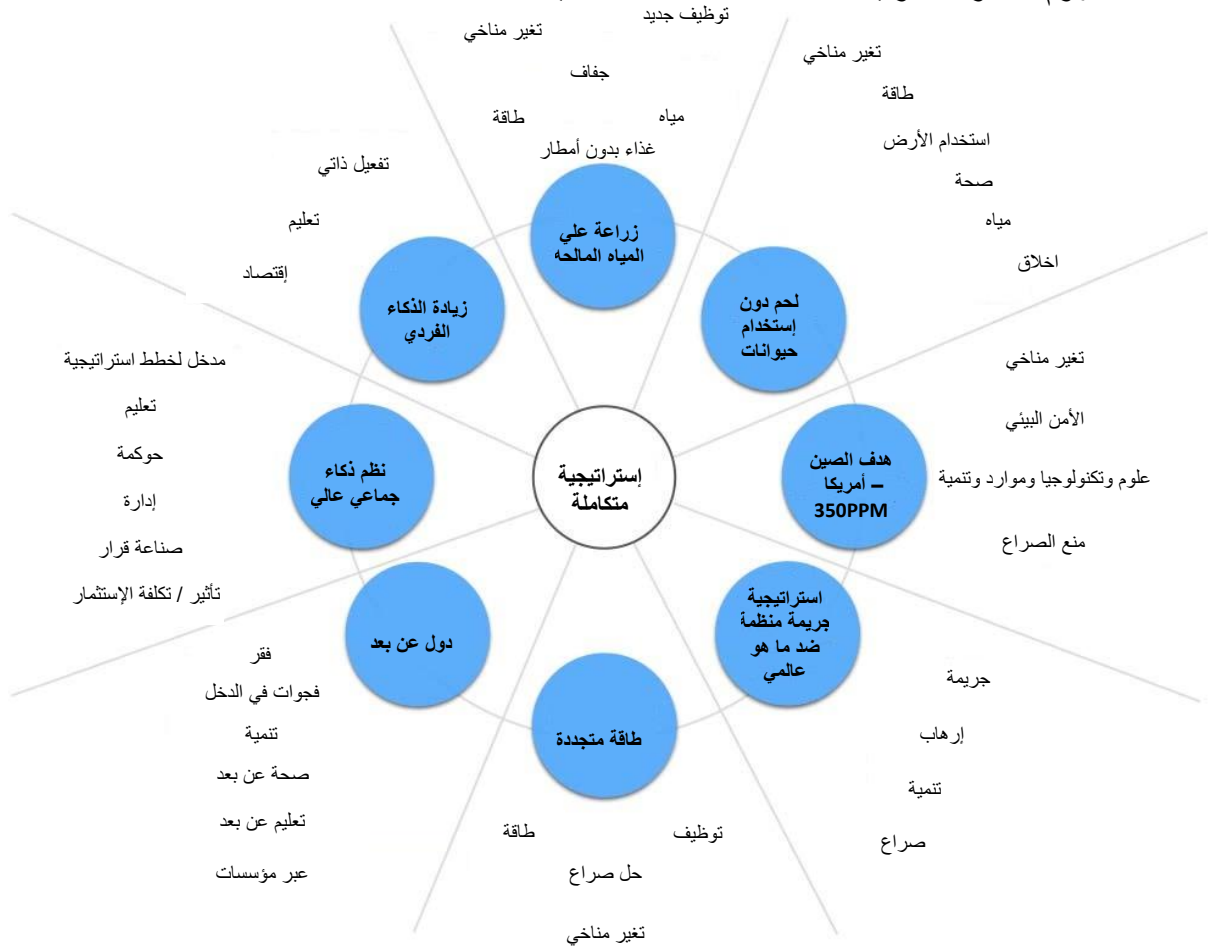 توظيف جديد
تغير مناخي
جفاف
طاقة
مياه
غذاء بدون أمطار
زراعة علي
المياه المالحه
تغير مناخي
طاقة
استخدام الأرض
صحة
مياه
اخلاق
لحم دون
إستخدام
حيوانات
تغير مناخي
الأمن البيئي
علوم وتكنولوجيا وموارد وتنمية
منع الصراع
هدف الصين
– أمريكا
350PPM
استراتيجية
جريمة منظمة
ضد ما هو
عالمي
جريمة
إرهاب
تنمية
صراع
طاقة متجددة
توظيف
طاقة
حل صراع
تغير مناخي
دول عن بعد
فقر
فجوات في الدخل
تنمية
صحة عن بعد
تعليم عن بعد
عبر مؤسسات
نظم ذكاء
جماعي عالي
مدخل لخطط استراتيجية
تعليم
حوكمة
إدارة
صناعة قرار
تأثير / تكلفة الإستثمار
زيادة الذكاء
الفردي
تفعيل ذاتي
تعليم
إقتصاد
إستراتيجية
متكاملة